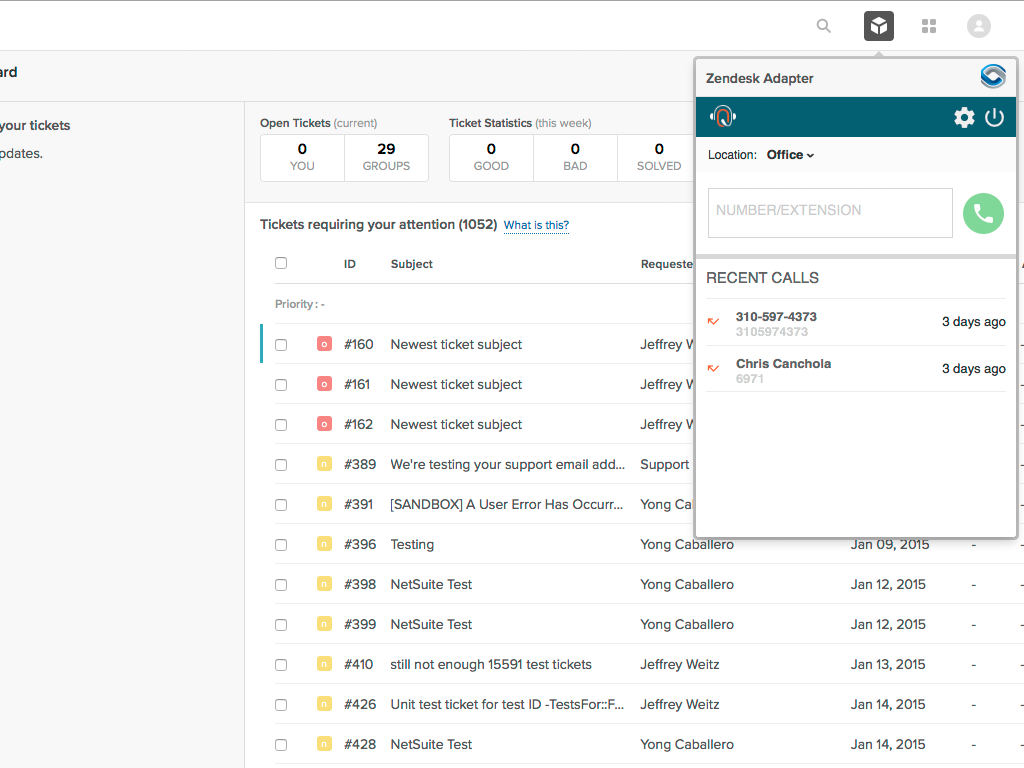 ard
your tickets
pdates.
Open Tickets (current)
0 YOU
29 GROUPS
Ticket Statistics (this week)
0 GOOD
0 BAD
0 SOLVED
Tickets requiring your attention (1052) What is this?
ID Subject Requeste
Priority: -
o #160 Newest ticket subject Jeffrey W
o #161 Newest ticket subject Jeffrey W
o #162 Newest ticket subject Jeffrey W
n #389 We're testing your support email add... Support
n #391 [SANDBOX] A User Error Has Occurr... Yong Ca
n #396 Testing Yong Caballero Jan 09, 2015 - -
n #398 NetSuite Test Yong Caballero Jan 12, 2015 - -
n #399 NetSuite Test Yong Caballero Jan 12, 2015 - -
n #410 still not enough 15591 test tickets Jeffrey Weitz Jan 13, 2015 - -
n #426 Unit test ticket for test ID -TestsFor::F... Jeffrey Weitz Jan 14, 2015 - -
n #428 NetSuite Test Yong Caballero Jan 14, 2015 - -
Zendesk Adapter
Location: Office
NUMBER/EXTENSION
RECENT CALLS
310-597-4373 3 days ago
3105974373
Chris Canchola 3 days ago
6971